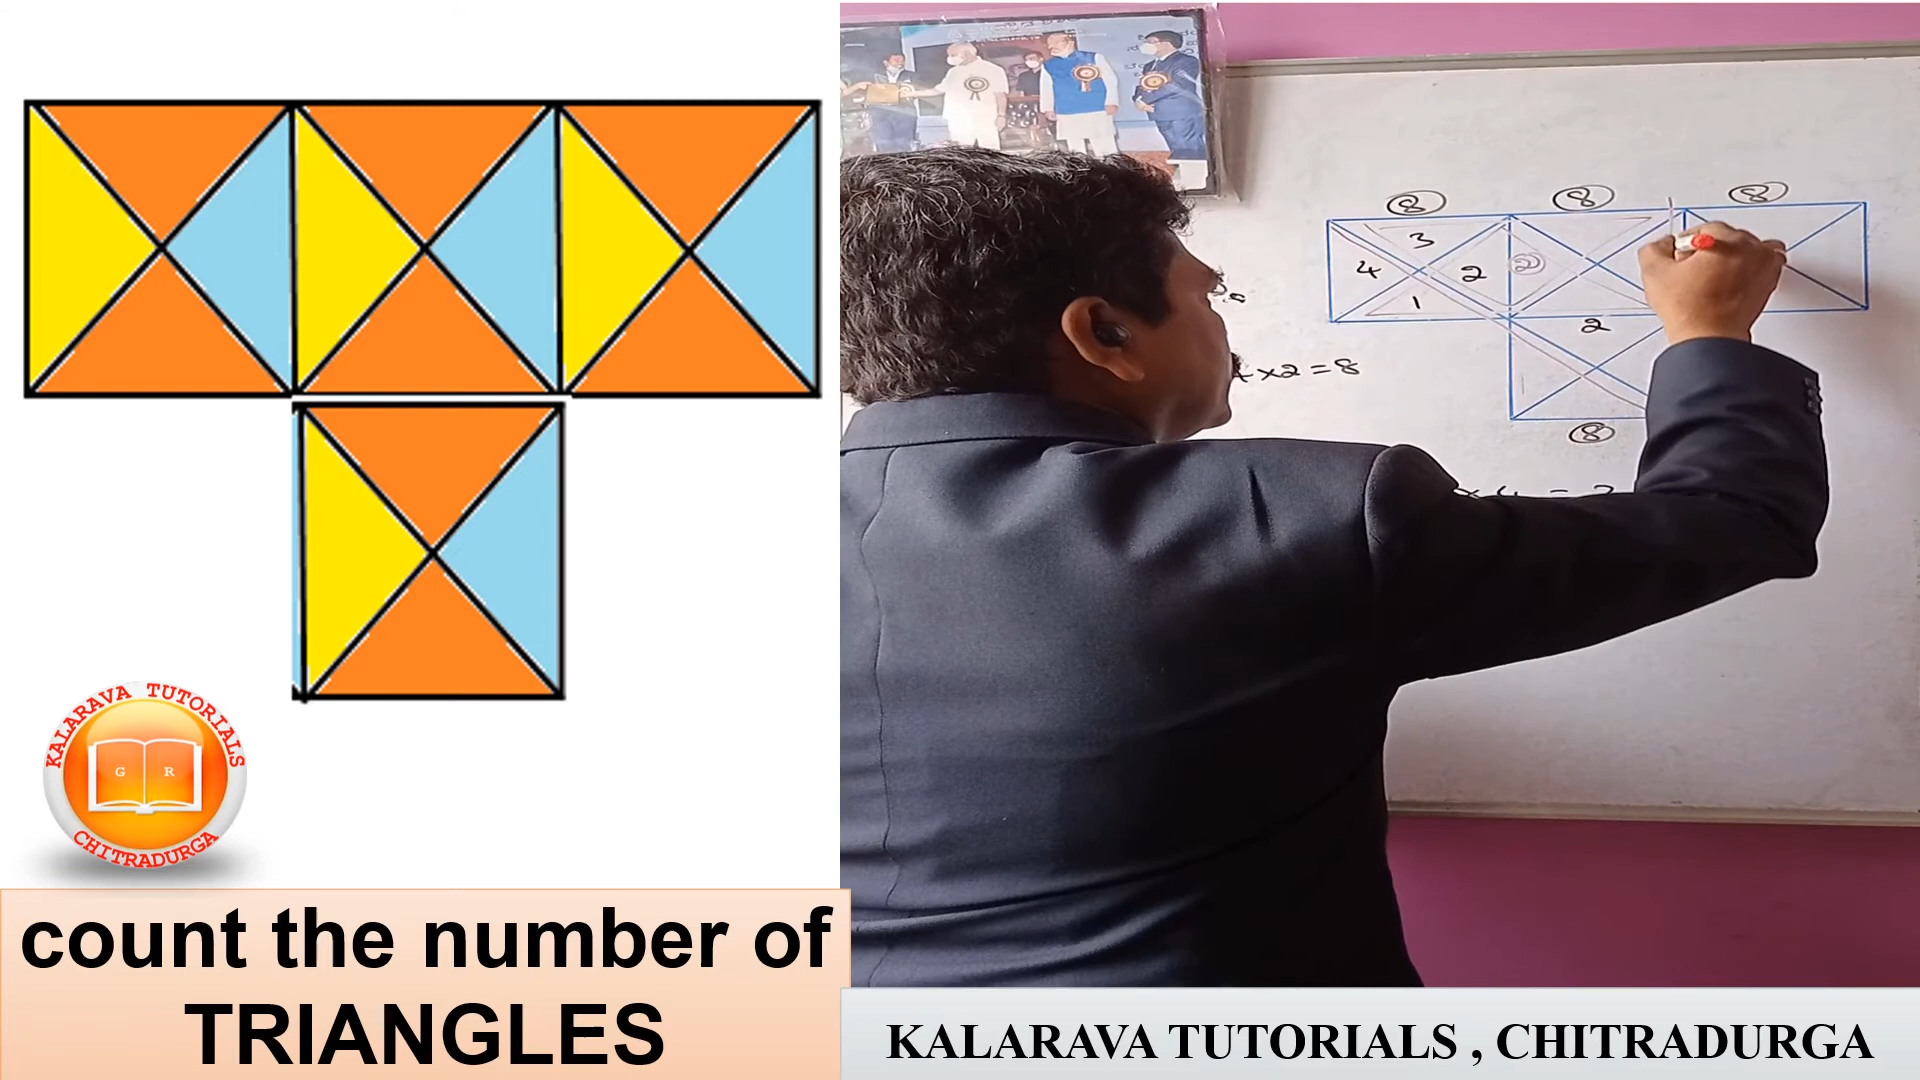 KALARAVA TUTORIALS
G R
CHITRADURGA
count the number of
TRIANGLES
8 8 8
3
4 2 2
1
2
×2=8
8
KALARAVA TUTORIALS , CHITRADURGA